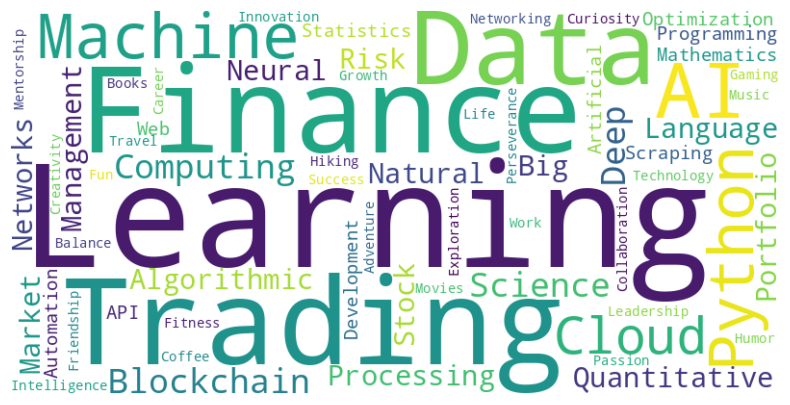 Machine
Innovation
Statistics
Data
Networking
Curiosity
Optimization
Programming
Mathematics
Mentorship
Books
Career
Neural
Risk
Growth
Artificial
AI
Gaming
Music
Finance
Life
Perseverance
Deep
Language
Scraping
Technology
Networks
Management
Web
Travel
Creativity
Fun
Computing
Hiking
Success
Natural
Big
Learning
Python
Portfolio
Balance
Adventure
Exploration
Work
Collaboration
Market
Automation
Friendship
Trading
Algorithmic
API
Fitness
Coffee
Development
Stock
Movies
Science
Leadership
Cloud
Passion
Humor
Intelligence
Blockchain
Processing
Quantitative